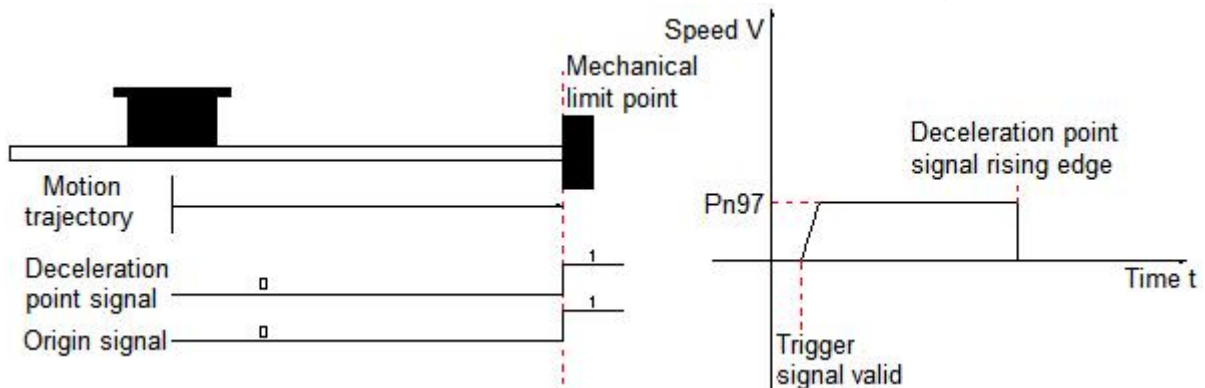 Mechanical
limit point
Motion
trajectory
Deceleration
point signal
0
1
Origin signal
0
1
Speed V
Deceleration point
signal rising edge
Pn97
Time t
Trigger
signal valid